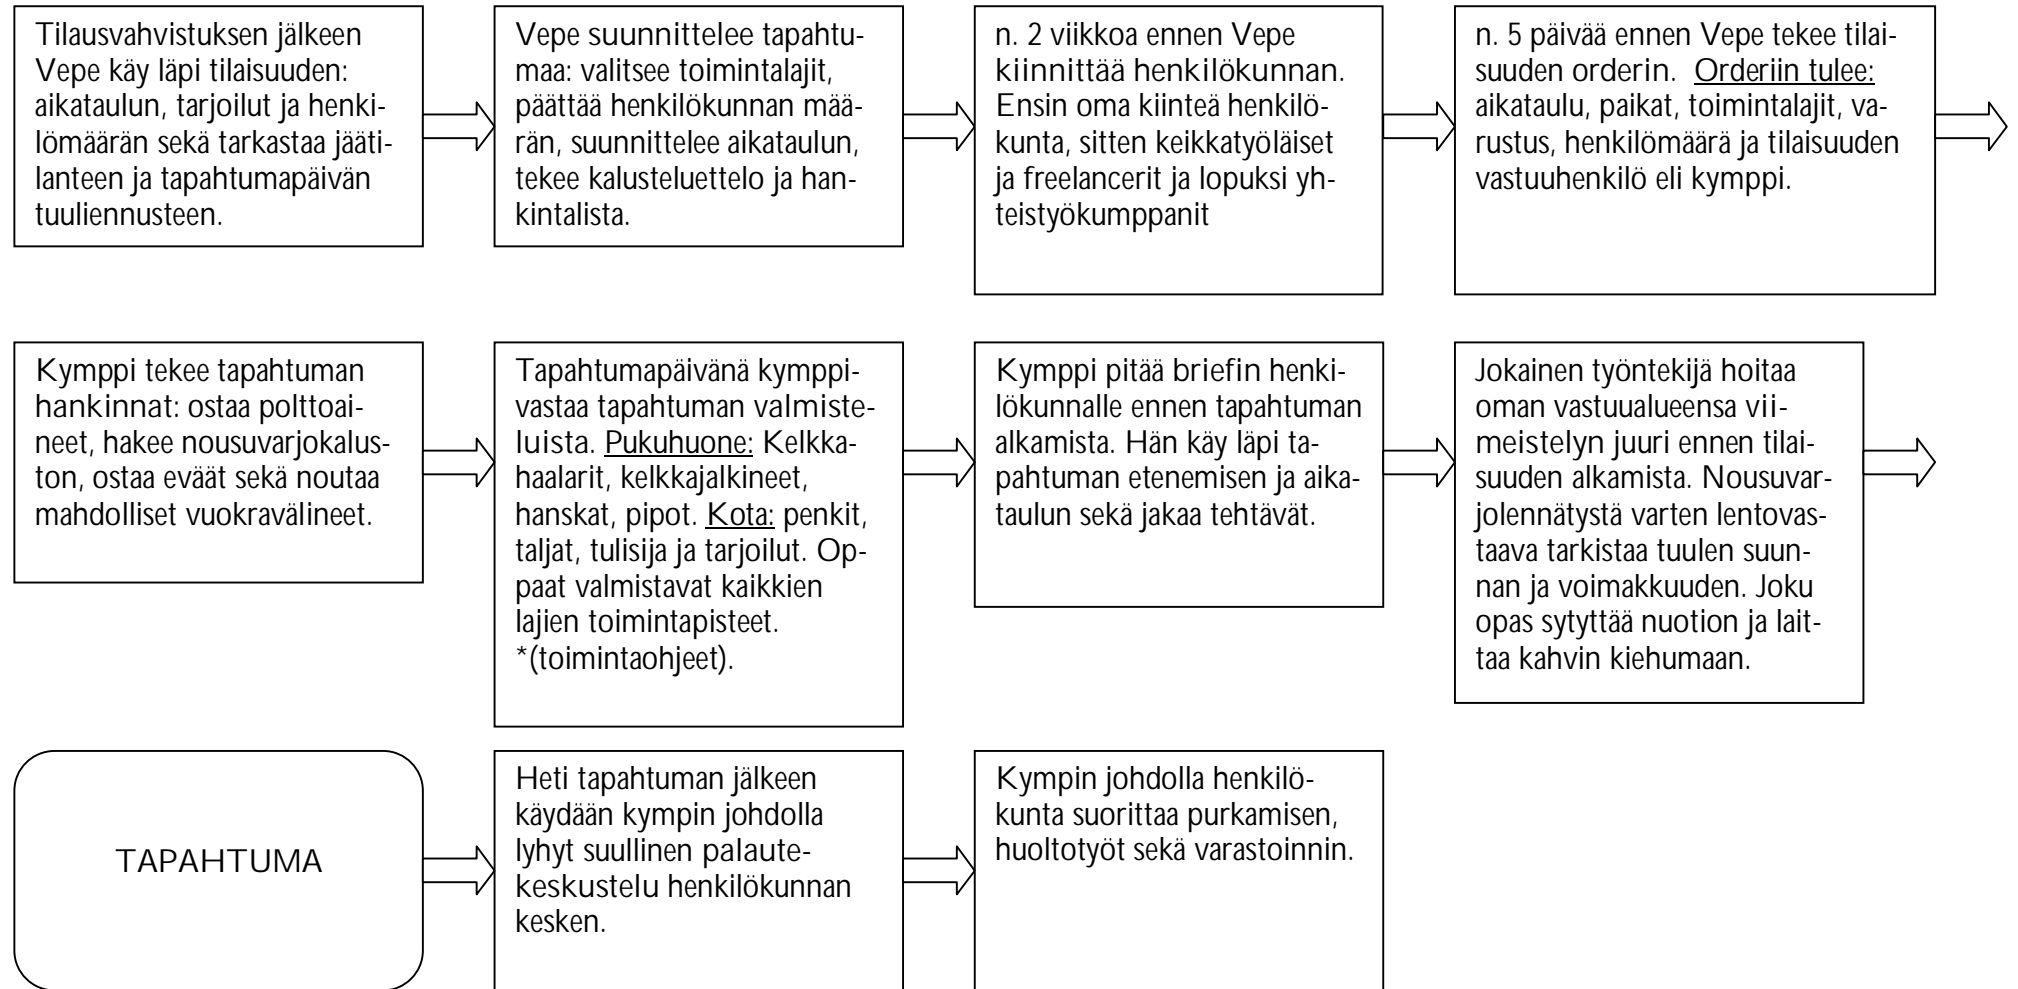 Tilausvahvistuksen jälkeen
Vepe käy läpi tilaisuuden:
aikataulun, tarjoilut ja henki-
lömäärän sekä tarkastaa jääti-
lanteen ja tapahtumapäivän
tuuliennusteen.
Vepe suunnittelee tapahtu-
maa: valitsee toimintalajit,
päättää henkilökunnan mää-
rän, suunnittelee aikataulun,
tekee kalusteluettelo ja han-
kintalista.
n. 2 viikkoa ennen Vepe
kiinnittää henkilökunnan.
Ensin oma kiinteä henkilö-
kunta, sitten keikkatyöläiset
ja freelancerit ja lopuksi yh-
teistyökumppanit
n. 5 päivää ennen Vepe tekee tilai-
suuden orderin. Orderiin tulee:
aikataulu, paikat, toimintalajit, va-
rustus, henkilömäärä ja tilaisuuden
vastuuhenkilö eli kymppi.
Kymppi tekee tapahtuman
hankinnat: ostaa polttoai-
neet, hakee nousuvarjokalus-
ton, ostaa eväät sekä noutaa
mahdolliset vuokravälineet.
Tapahtumapäivänä kymppi-
vastaa tapahtuman valmiste-
luista. Pukuhuone: Kelkka-
haalarit, kelkkajalkineet,
hanskat, pipot. Kota: penkit,
taljat, tulisija ja tarjoilut. Op-
paat valmistavat kaikkien
lajien toimintapisteet.
*(toimintaohjeet).
Kymppi pitää briefin henki-
lökunnalle ennen tapahtuman
alkamista. Hän käy läpi ta-
pahtuman etenemisen ja aika-
taulun sekä jakaa tehtävät.
Jokainen työntekijä hoitaa
oman vastuualueensa vii-
meistelyn juuri ennen tilai-
suuden alkamista. Nousuvar-
jolennätystä varten lentovas-
taava tarkistaa tuulen suun-
nan ja voimakkuuden. Joku
opas sytyttää nuotion ja lait-
taa kahvin kiehumaan.
TAPAHTUMA
Heti tapahtuman jälkeen
käydään kympin johdolla
lyhyt suullinen palaute-
keskustelu henkilökunnan
kesken.
Kympin johdolla henkilö-
kunta suorittaa purkamisen,
huoltotyöt sekä varastoinnin.